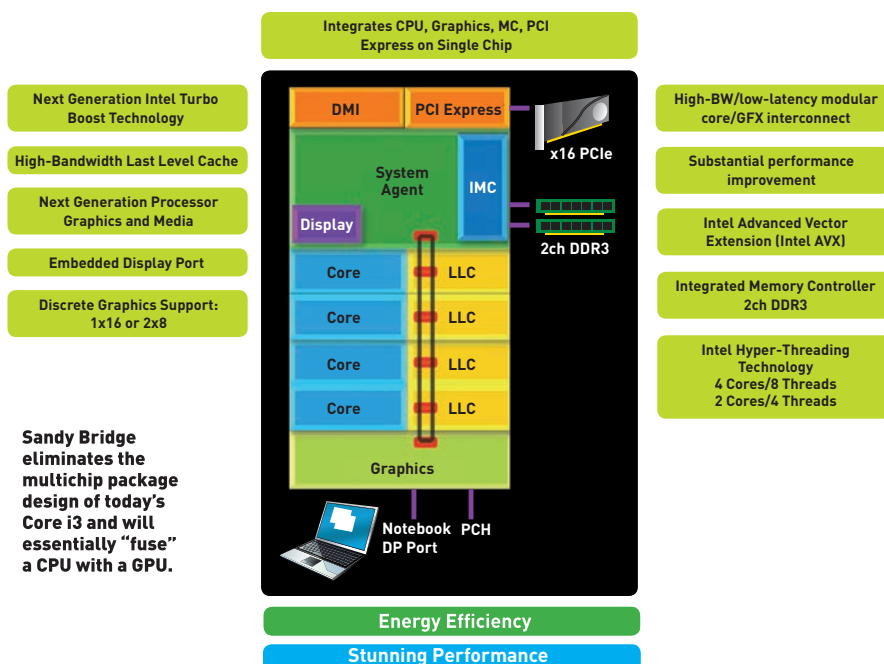 Integrates CPU, Graphics, MC, PCI
Express on Single Chip
Next Generation Intel Turbo
Boost Technology
High-Bandwidth Last Level Cache
Next Generation Processor
Graphics and Media
Embedded Display Port
Discrete Graphics Support:
1x16 or 2x8
Sandy Bridge
eliminates the
multichip package
design of today's
Core i3 and will
essentially “fuse”
a CPU with a GPU.
DMI
PCI Express
x16 PCIe
System
Agent
IMC
Display
2ch DDR3
Core
LLC
Core
LLC
Core
LLC
Core
LLC
Graphics
Notebook
DP Port
PCH
High-BW/low-latency modular
core/GFX interconnect
Substantial performance
improvement
Intel Advanced Vector
Extension (Intel AVX)
Integrated Memory Controller
2ch DDR3
Intel Hyper-Threading
Technology
4 Cores/8 Threads
2 Cores/4 Threads
Energy Efficiency
Stunning Performance